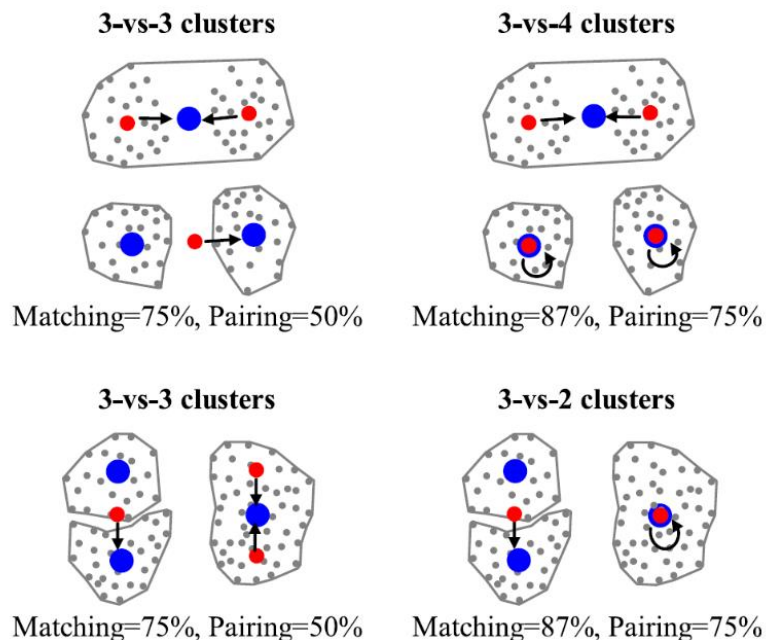 3-vs-3 clusters
3-vs-4 clusters
Matching=75%, Pairing=50%
Matching=87%, Pairing=75%
3-vs-3 clusters
3-vs-2 clusters
Matching=75%, Pairing=50%
Matching=87%, Pairing=75%